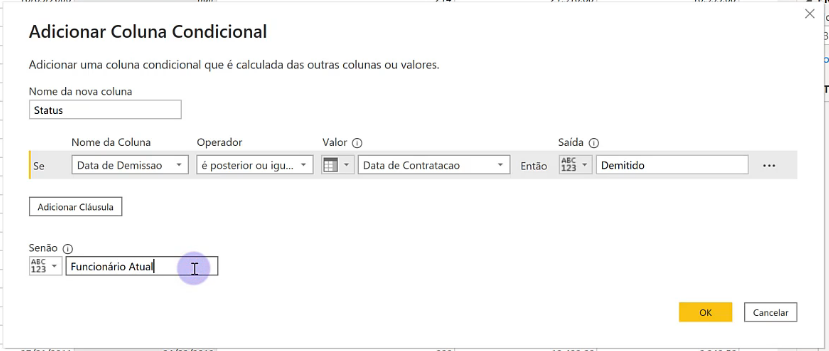 Adicionar Coluna Condicional
Adicionar uma coluna condicional que é calculada das outras colunas ou valores.
Nome da nova coluna
Status
Nome da Coluna Operador Valor Saída
Se Data de Demissao é posterior ou igu... Data de Contratacao Então ABC 123 Demitido ...
Adicionar Cláusula
Senão
ABC 123 Funcionário Atual
OK Cancelar